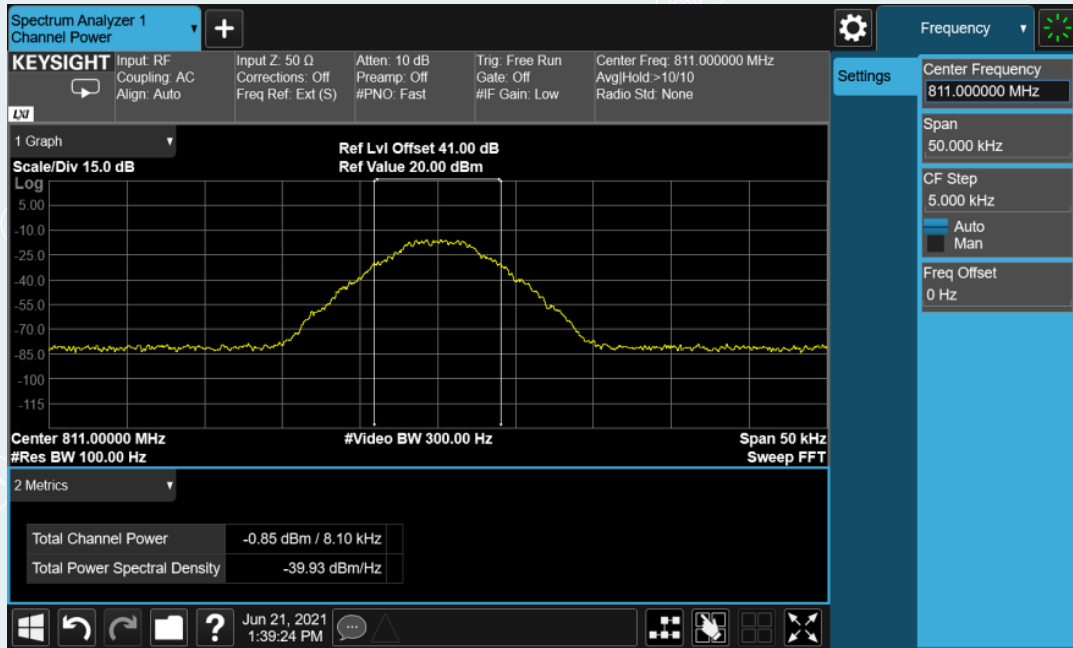 Spectrum Analyzer 1
Channel Power
Frequency
KEYSIGHT
LXI
Input: RF
Coupling: AC
Align: Auto
Input Z: 50 Ω
Corrections: Off
Freq Ref: Ext (S)
Atten: 10 dB
Preamp: Off
#PNO: Fast
Trig: Free Run
Gate: Off
#IF Gain: Low
Center Freq: 811.000000 MHz
Avg|Hold:>10/10
Radio Std: None
Settings
Center Frequency
811.000000 MHz
Span
50.000 kHz
CF Step
5.000 kHz
Auto
Man
Freq Offset
0 Hz
1 Graph
Scale/Div 15.0 dB
Ref Lvl Offset 41.00 dB
Ref Value 20.00 dBm
Log
5.00
-10.0
-25.0
-40.0
-55.0
-70.0
-85.0
-100
-115
Center 811.00000 MHz
#Video BW 300.00 Hz
Span 50 kHz
#Res BW 100.00 Hz
Sweep FFT
2 Metrics
Total Channel Power -0.85 dBm / 8.10 kHz
Total Power Spectral Density -39.93 dBm/Hz
Jun 21, 2021
1:39:24 PM